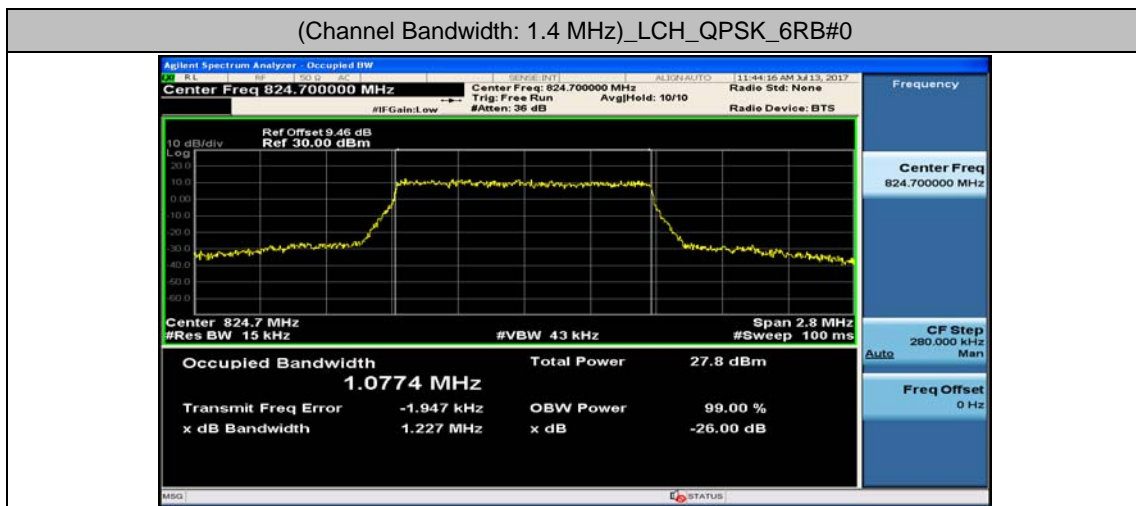 (Channel Bandwidth: 1.4 MHz)_LCH_QPSK_6RB#0
Agilent Spectrum Analyzer - Occupied BW
RL RF 50 Ω AC SENSE:INT ALIGN AUTO 11:44:16 AM Jul 13, 2017
Center Freq 824.700000 MHz
Center Freq: 824.700000 MHz
Radio Std: None
Trig: Free Run Avg|Hold: 10/10
#IFGain:Low #Atten: 36 dB Radio Device: BTS
Ref Offset 9.46 dB
10 dB/div Ref 30.00 dBm
Log
20.0
10.0
0.00
-10.0
-20.0
-30.0
-40.0
-50.0
-60.0
Center 824.7 MHz Span 2.8 MHz
#Res BW 15 kHz #VBW 43 kHz #Sweep 100 ms
Occupied Bandwidth Total Power 27.8 dBm
1.0774 MHz
Transmit Freq Error -1.947 kHz OBW Power 99.00 %
x dB Bandwidth 1.227 MHz x dB -26.00 dB
Frequency
Center Freq
824.700000 MHz
CF Step
280.000 kHz
Auto Man
Freq Offset
0 Hz
MSG STATUS